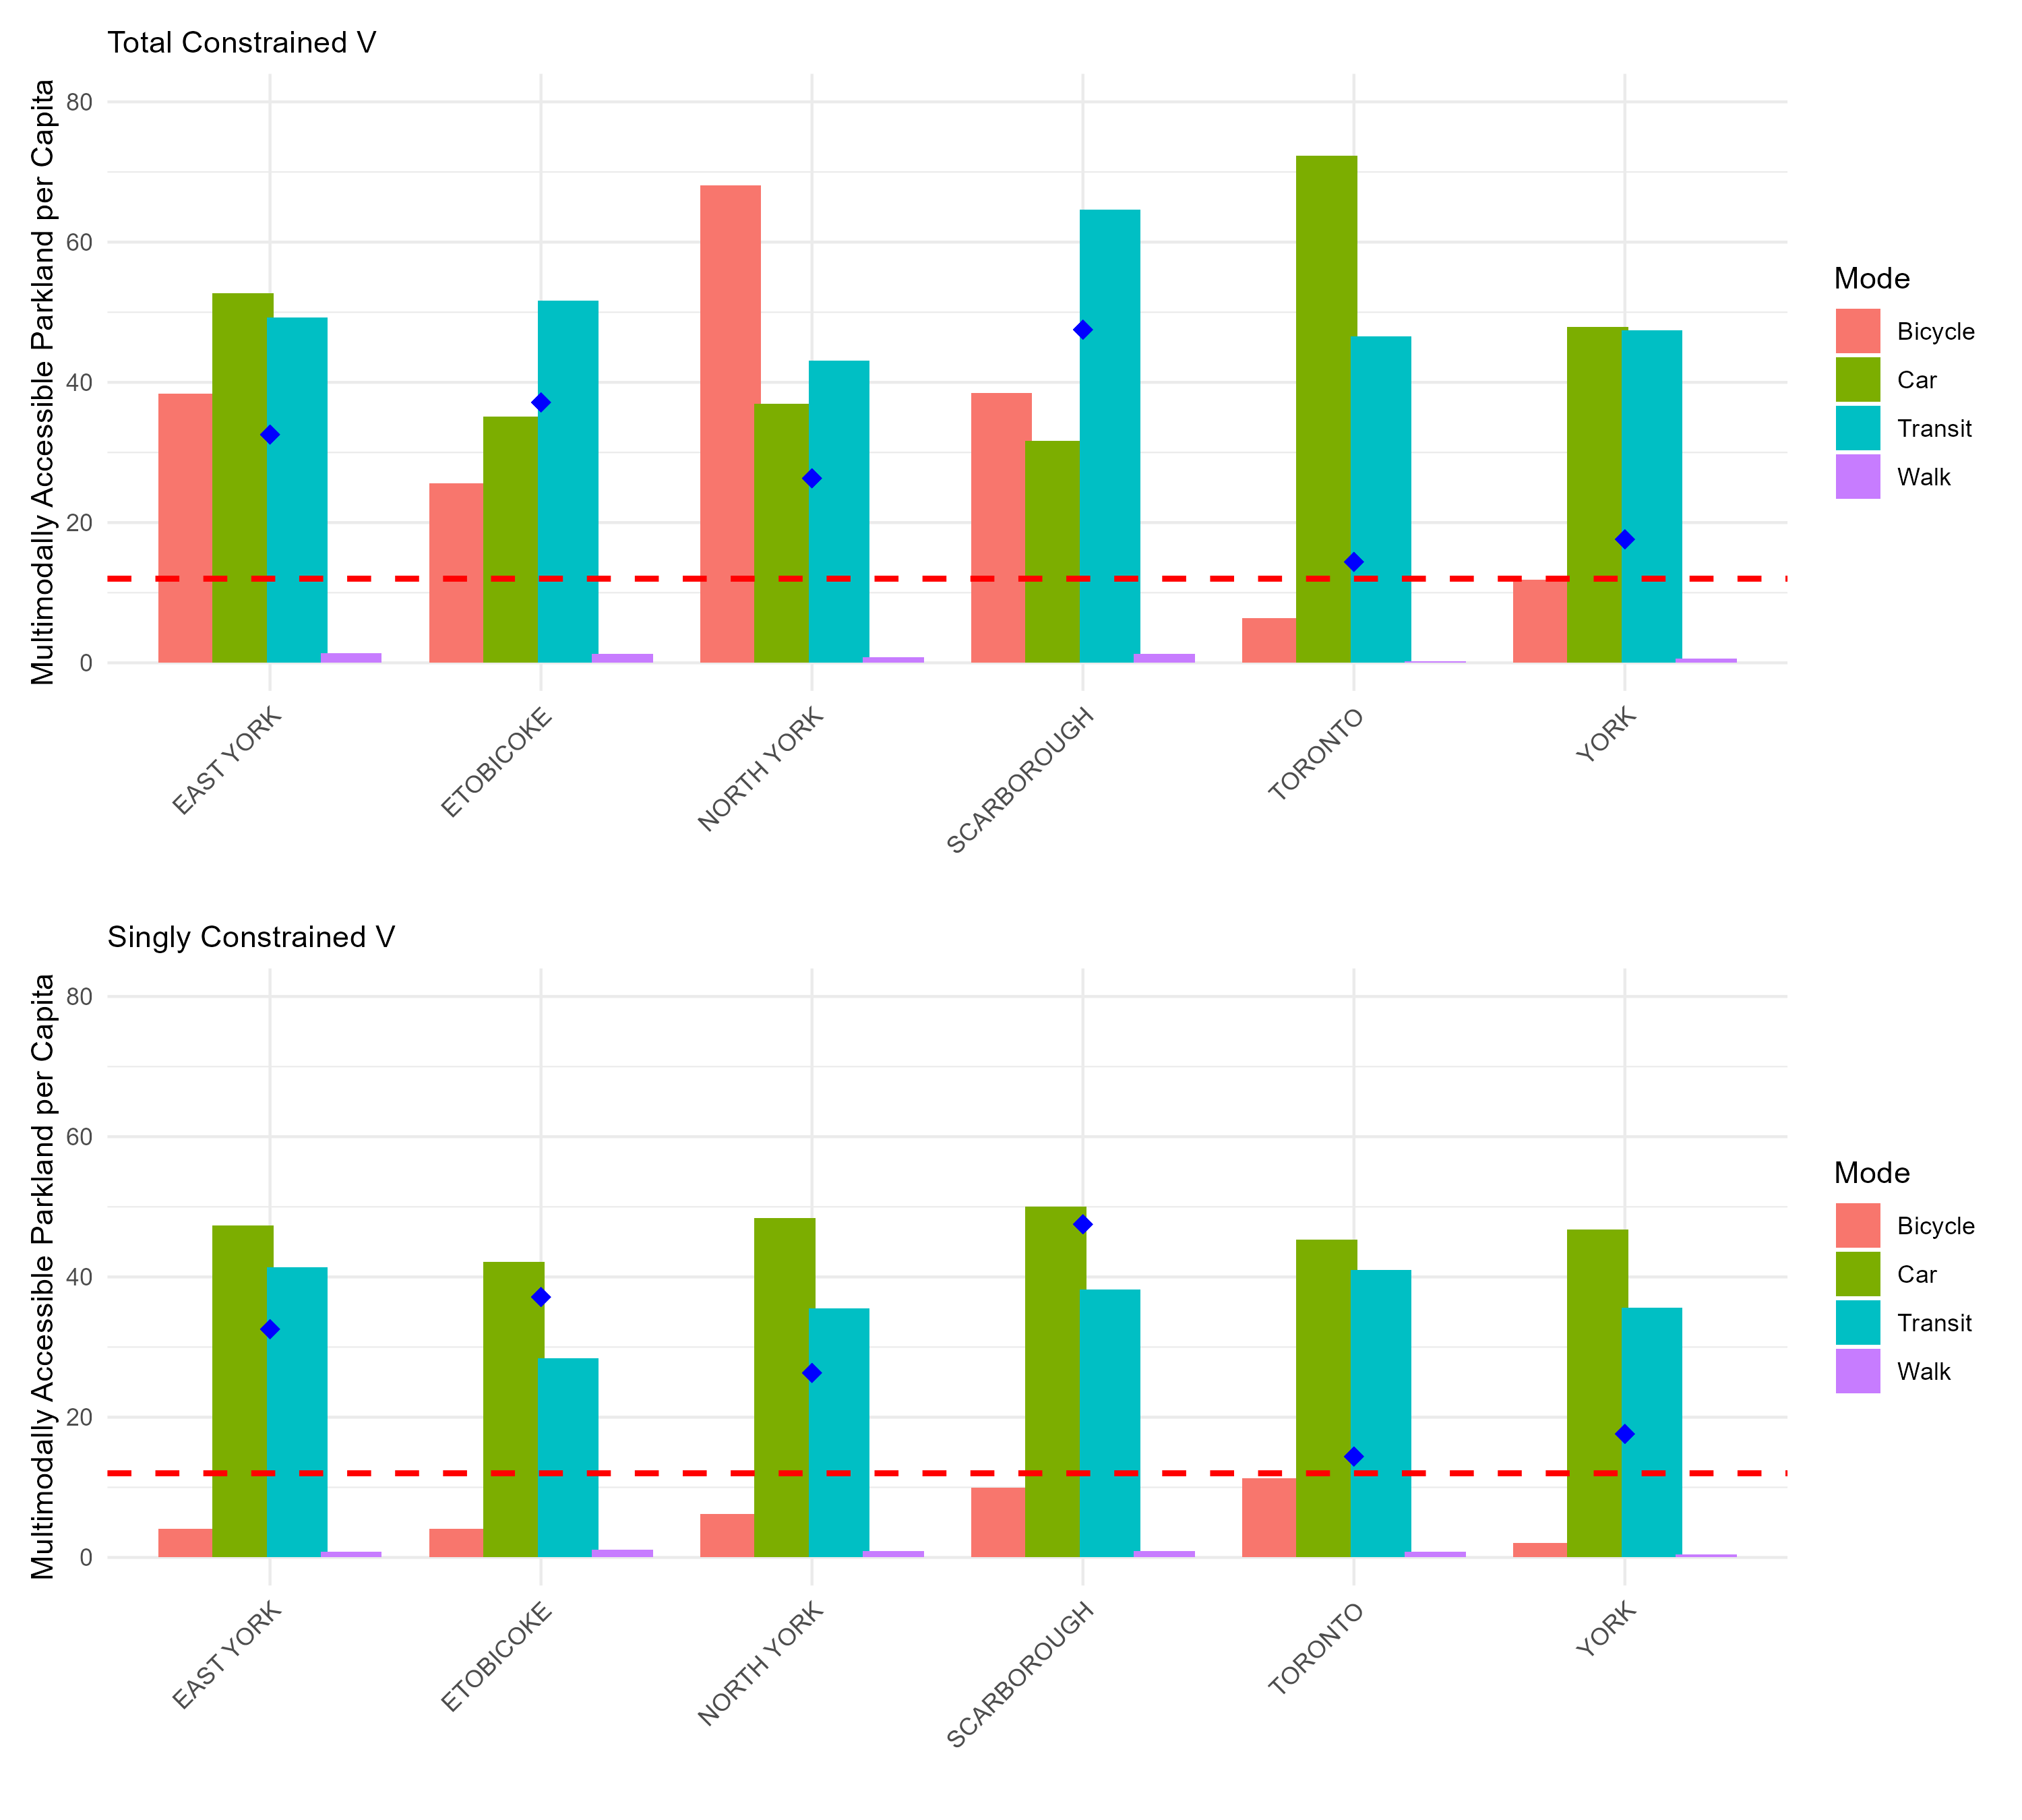 Total Constrained V
Multimodally Accessible Parkland per Capita
80
60
40
20
0
EAST YORK
ETOBICOKE
NORTH YORK
SCARBOROUGH
TORONTO
YORK
Mode
Bicycle
Car
Transit
Walk
Singly Constrained V
Multimodally Accessible Parkland per Capita
80
60
40
20
0
EAST YORK
ETOBICOKE
NORTH YORK
SCARBOROUGH
TORONTO
YORK
Mode
Bicycle
Car
Transit
Walk